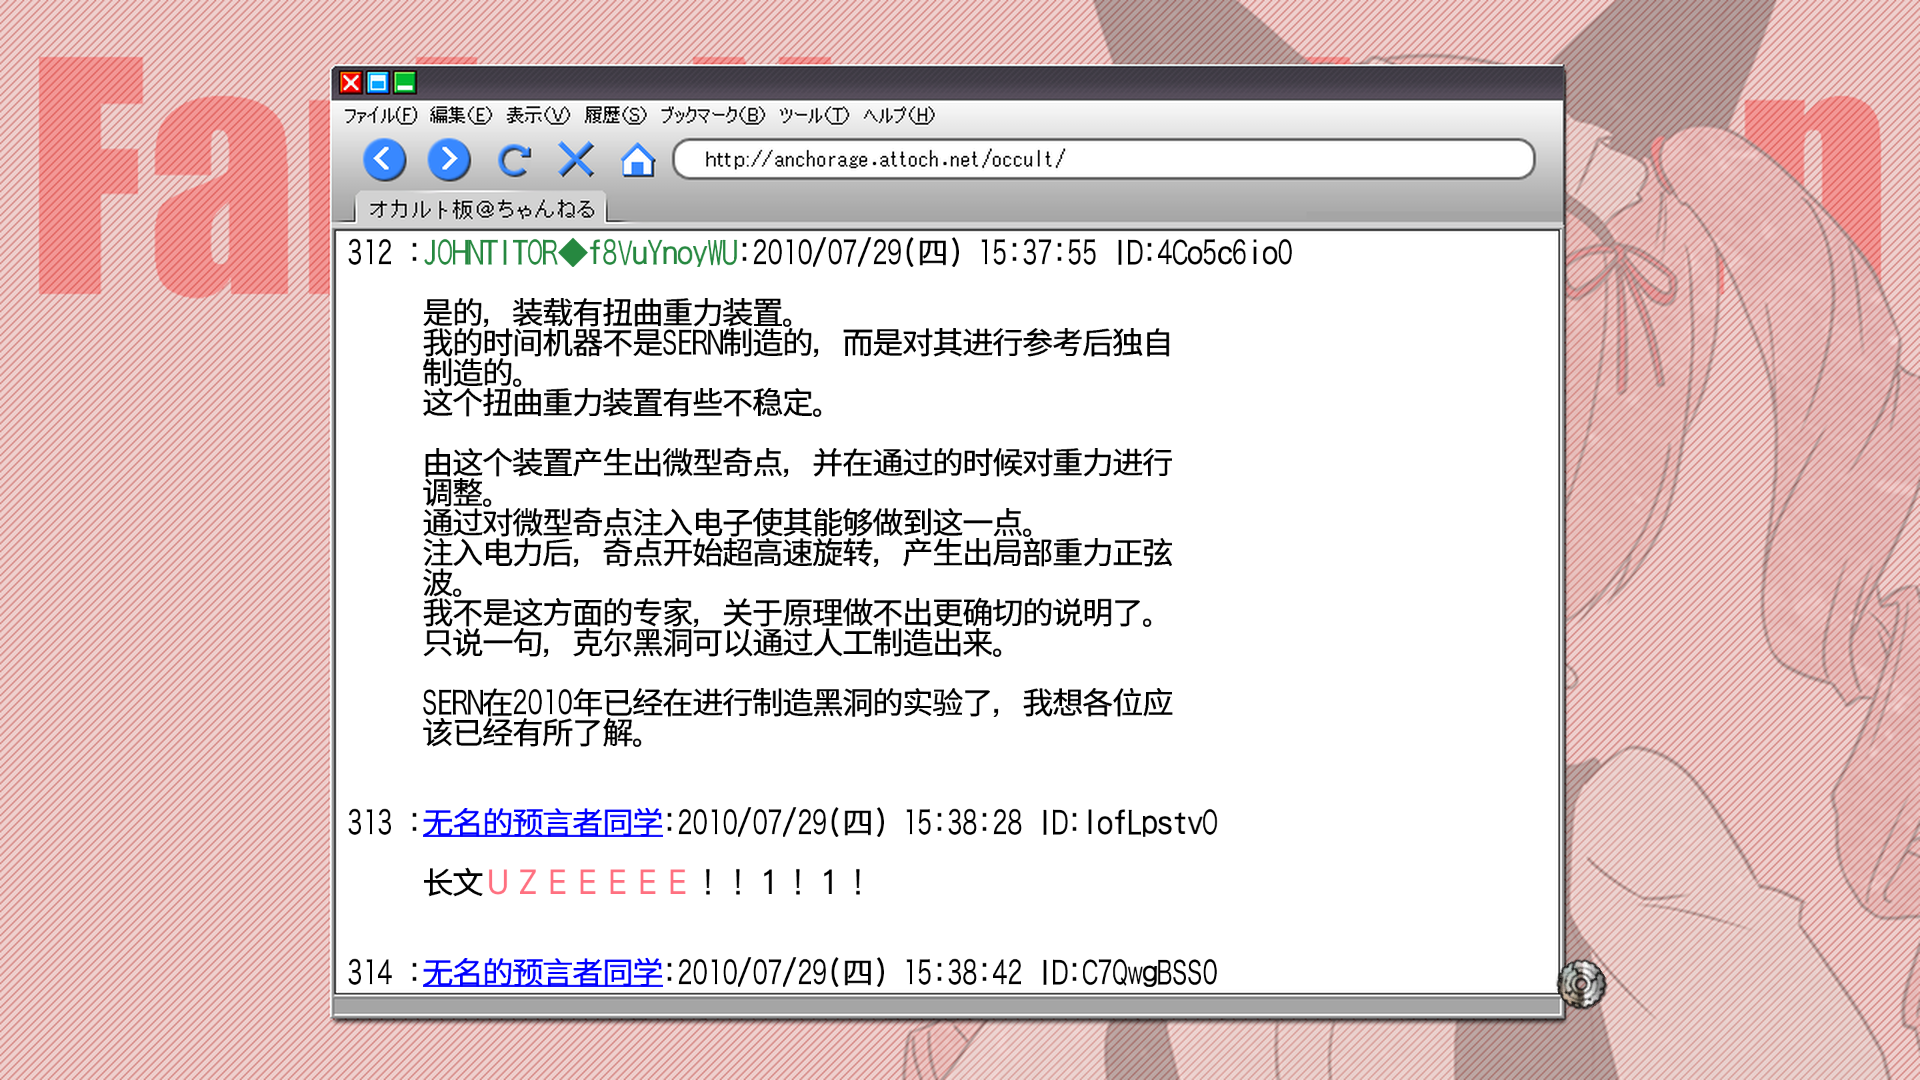 ファイル(F) 編集(E) 表示(V) 履歴(S) ブックマーク(B) ツール(T) ヘルプ(H)
http://anchorage.attoch.net/occult/
オカルト板@ちゃんねる
312 :JOHNTITOR◆f8VuYnoyWU:2010/07/29(四) 15:37:55 ID:4Co5c6io0
是的，装载有扭曲重力装置。
我的时间机器不是SERN制造的，而是对其进行参考后独自
制造的。
这个扭曲重力装置有些不稳定。
由这个装置产生出微型奇点，并在通过的时候对重力进行
调整。
通过对微型奇点注入电子使其能够做到这一点。
注入电力后，奇点开始超高速旋转，产生出局部重力正弦
波。
我不是这方面的专家，关于原理做不出更确切的说明了。
只说一句，克尔黑洞可以通过人工制造出来。
SERN在2010年已经在进行制造黑洞的实验了，我想各位应
该已经有所了解。
313 :无名的预言者同学:2010/07/29(四) 15:38:28 ID:lofLpstv0
长文ＵＺＥＥＥＥＥ！！１！１！
314 :无名的预言者同学:2010/07/29(四) 15:38:42 ID:C7QwgBSS0